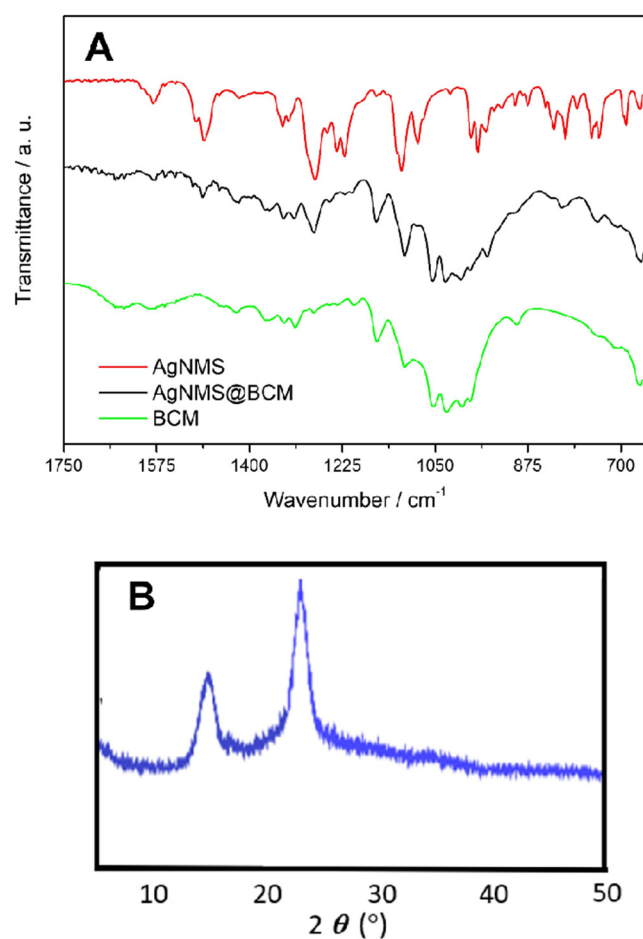 A
Transmittance / a. u.
AgNMS
AgNMS@BCM
BCM
1750 1575 1400 1225 1050 875 700
Wavenumber / cm⁻¹
B
10 20 30 40 50
2 θ (°)